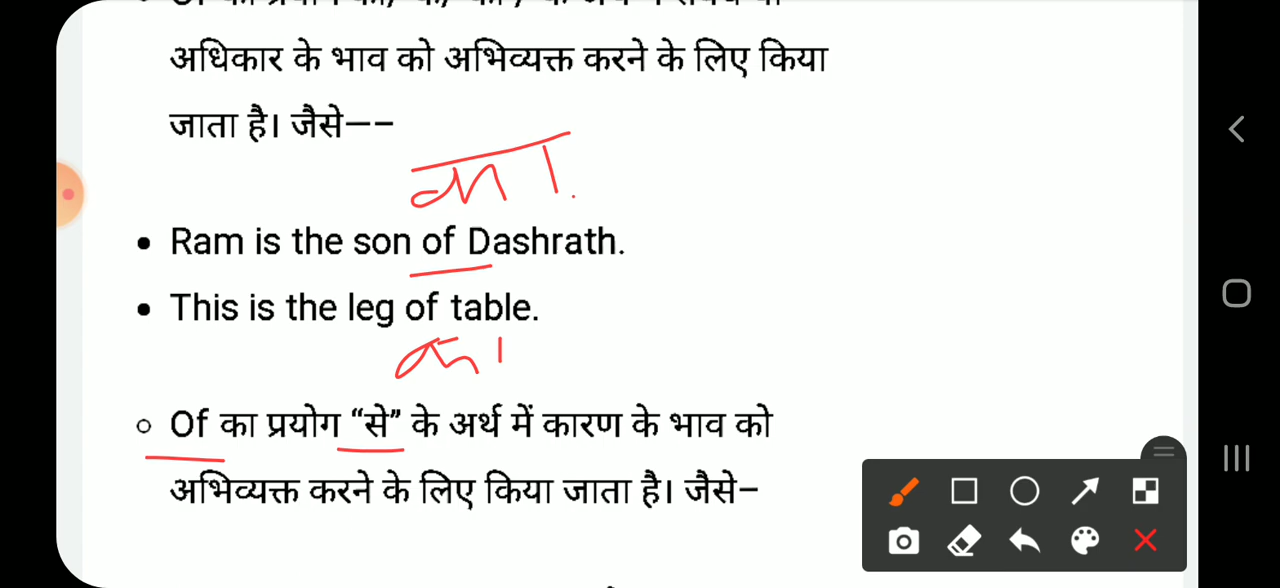 अधिकार के भाव को अभिव्यक्त करने के लिए किया
जाता है। जैसे––
का
• Ram is the son of Dashrath.
• This is the leg of table.
का
○ Of का प्रयोग “से” के अर्थ में कारण के भाव को
अभिव्यक्त करने के लिए किया जाता है। जैसे–